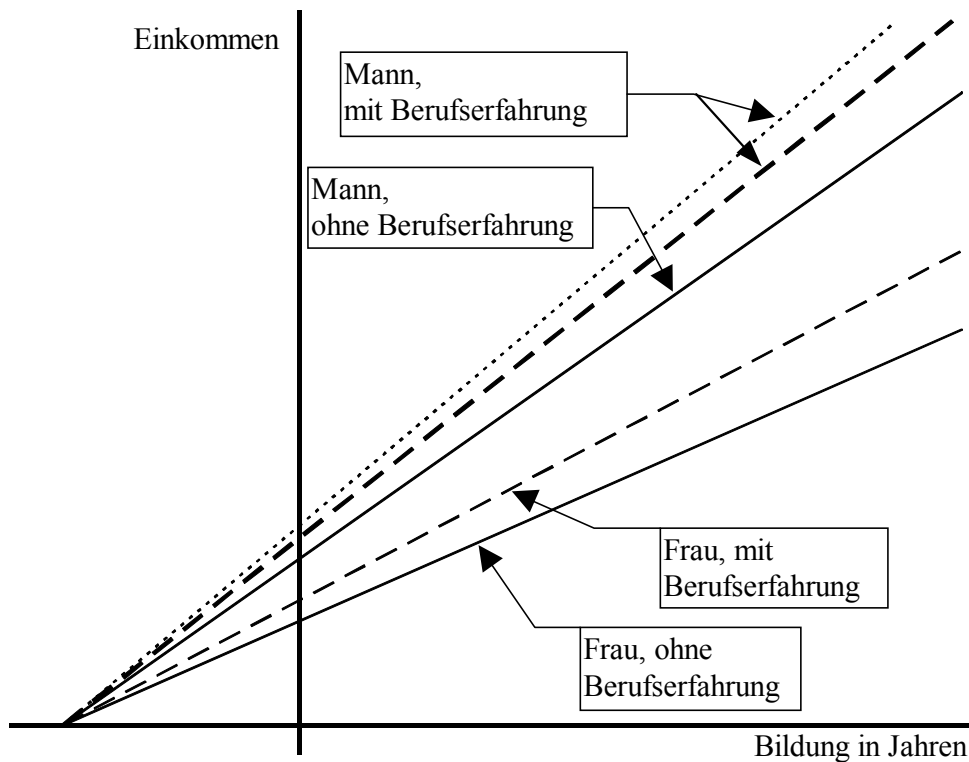 Einkommen
Mann,
mit Berufserfahrung
Mann,
ohne Berufserfahrung
Frau, mit
Berufserfahrung
Frau, ohne
Berufserfahrung
Bildung in Jahren